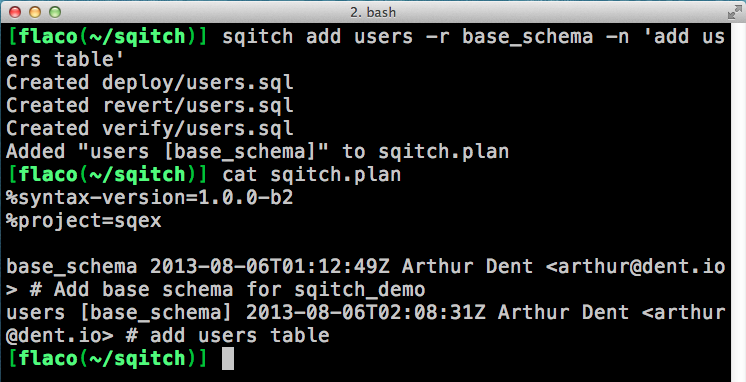 2. bash
[flaco(~/sqitch)] sqitch add users -r base_schema -n 'add us
ers table'
Created deploy/users.sql
Created revert/users.sql
Created verify/users.sql
Added "users [base_schema]" to sqitch.plan
[flaco(~/sqitch)] cat sqitch.plan
%syntax-version=1.0.0-b2
%project=sqex

base_schema 2013-08-06T01:12:49Z Arthur Dent <arthur@dent.io
> # Add base schema for sqitch_demo
users [base_schema] 2013-08-06T02:08:31Z Arthur Dent <arthur
@dent.io> # add users table
[flaco(~/sqitch)]